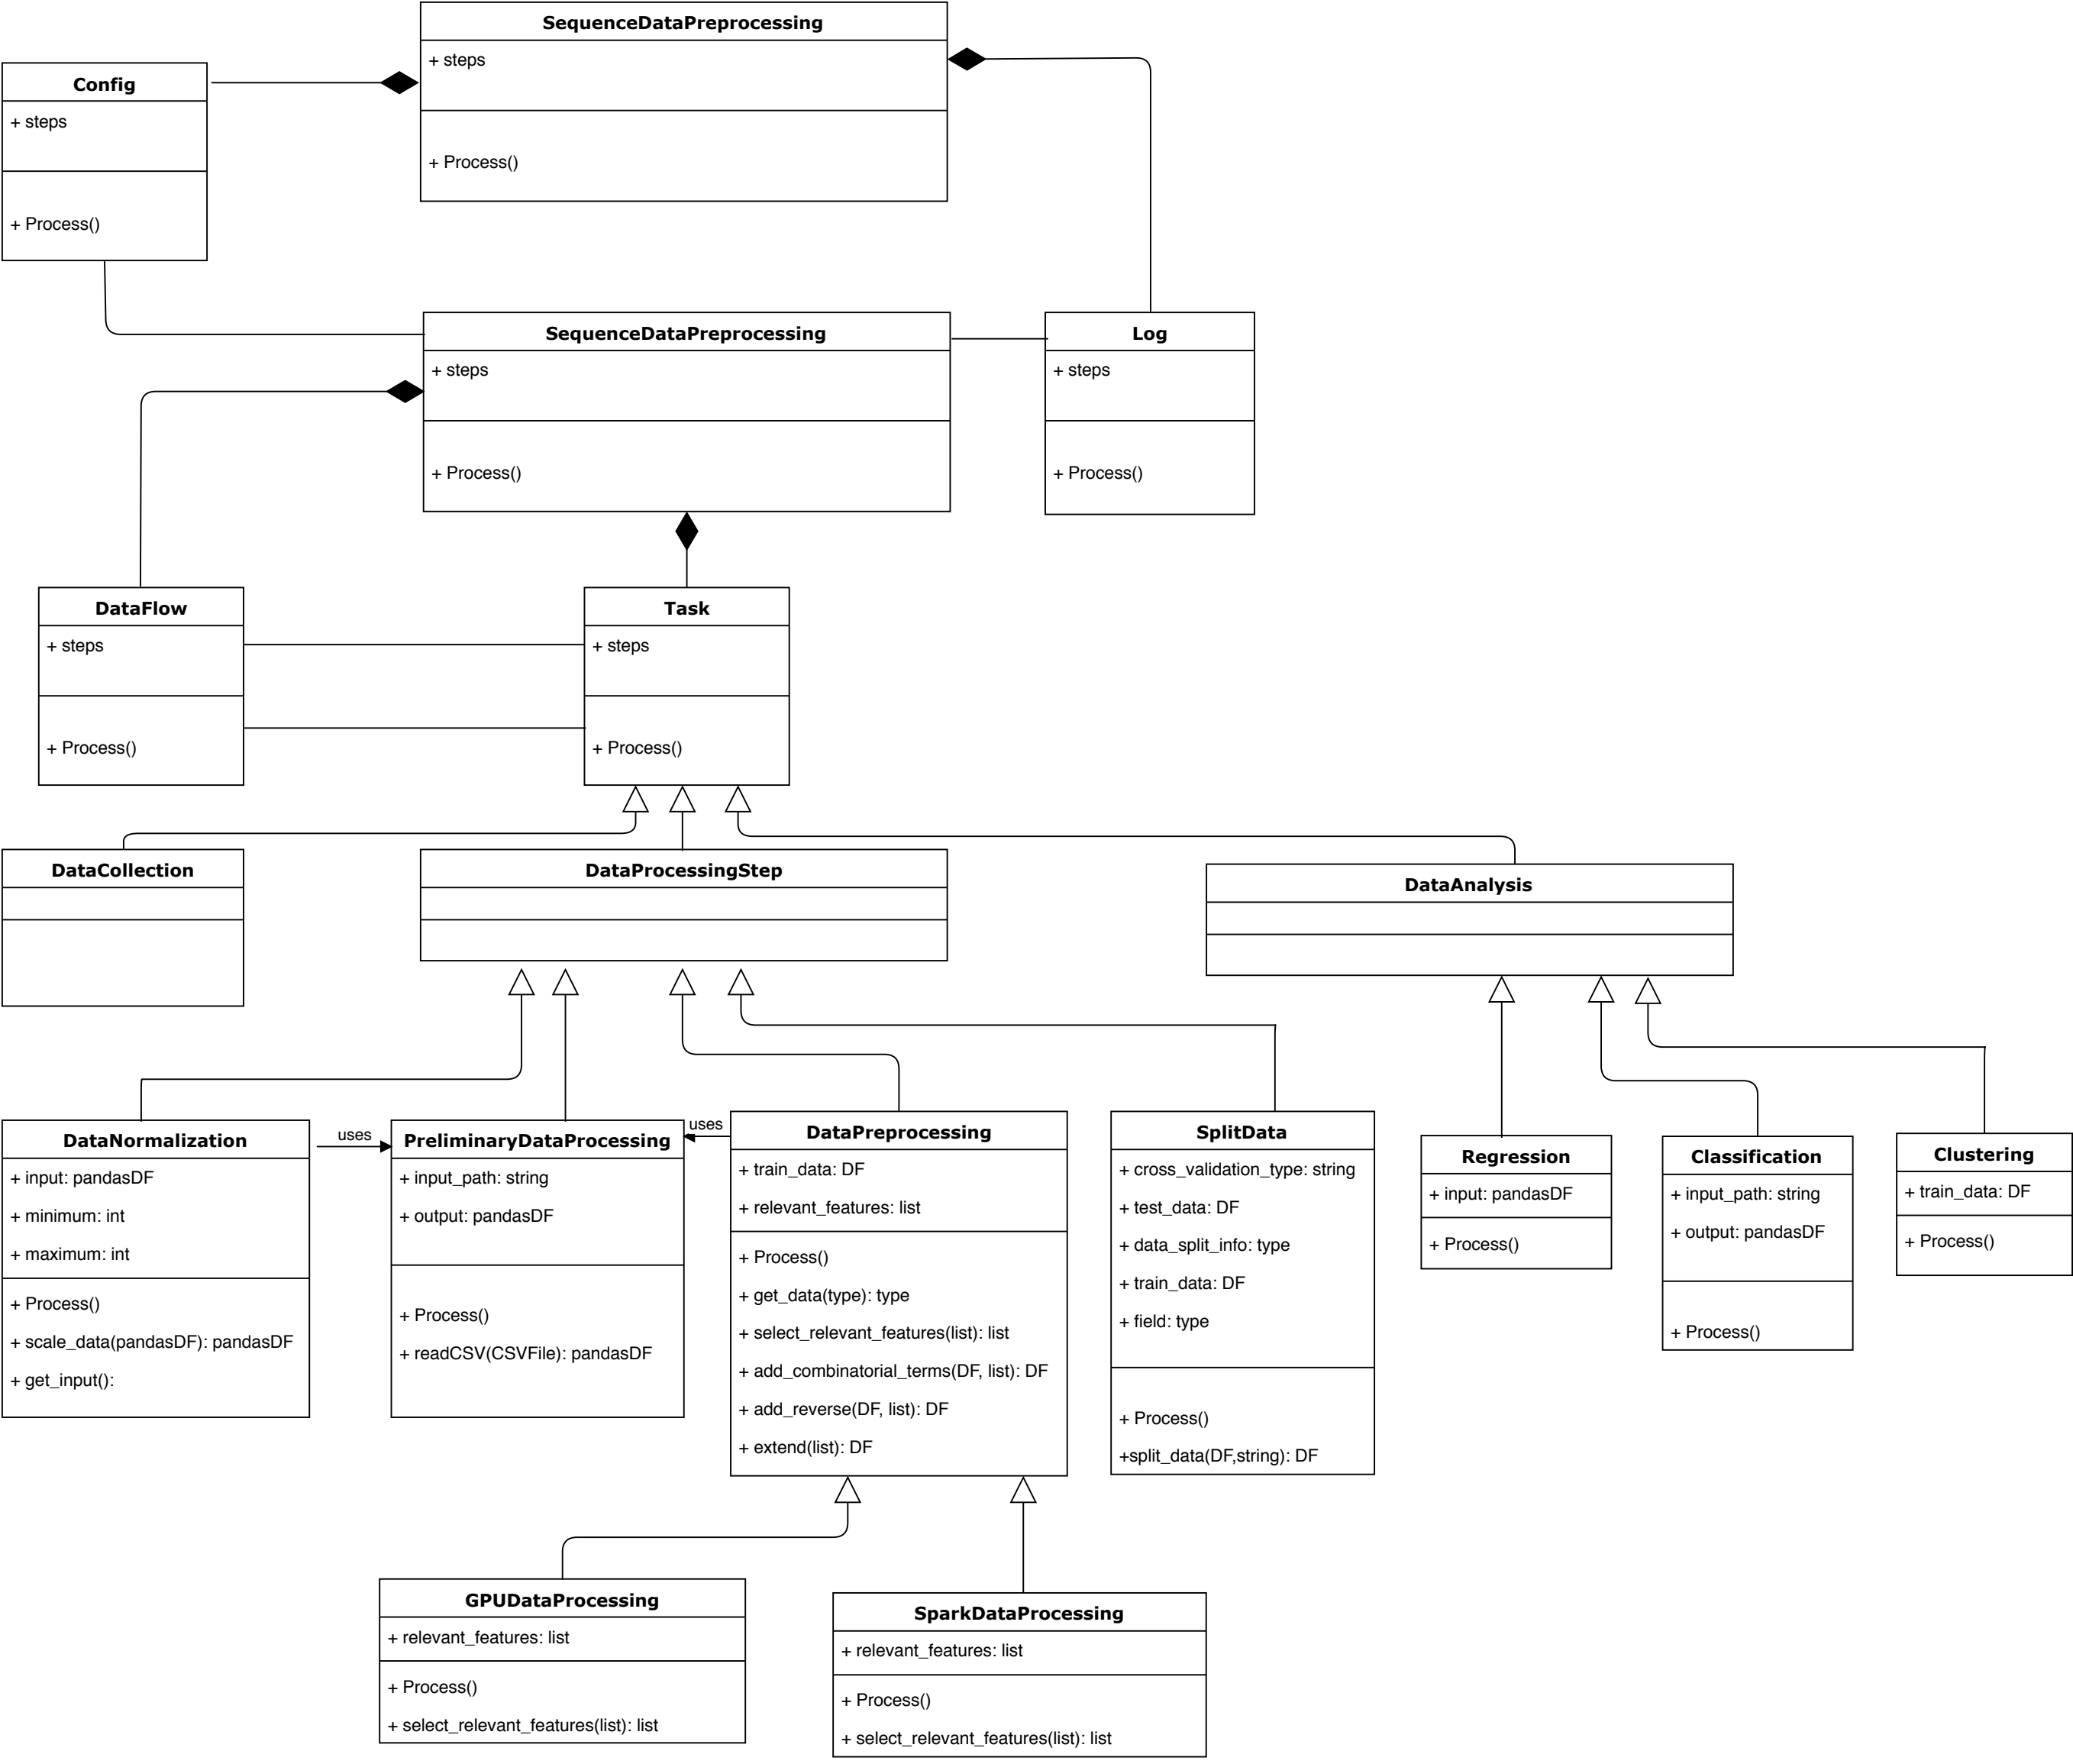 SequenceDataPreprocessing
+ steps
+ Process()
Config
+ steps
+ Process()
SequenceDataPreprocessing
+ steps
+ Process()
Log
+ steps
+ Process()
DataFlow
+ steps
+ Process()
Task
+ steps
+ Process()
DataCollection
DataProcessingStep
DataAnalysis
DataNormalization
+ input: pandasDF
+ minimum: int
+ maximum: int
+ Process()
+ scale_data(pandasDF): pandasDF
+ get_input():
uses
PreliminaryDataProcessing
+ input_path: string
+ output: pandasDF
+ Process()
+ readCSV(CSVFile): pandasDF
uses
DataPreprocessing
+ train_data: DF
+ relevant_features: list
+ Process()
+ get_data(type): type
+ select_relevant_features(list): list
+ add_combinatorial_terms(DF, list): DF
+ add_reverse(DF, list): DF
+ extend(list): DF
SplitData
+ cross_validation_type: string
+ test_data: DF
+ data_split_info: type
+ train_data: DF
+ field: type
+ Process()
+split_data(DF,string): DF
Regression
+ input: pandasDF
+ Process()
Classification
+ input_path: string
+ output: pandasDF
+ Process()
Clustering
+ train_data: DF
+ Process()
GPUDataProcessing
+ relevant_features: list
+ Process()
+ select_relevant_features(list): list
SparkDataProcessing
+ relevant_features: list
+ Process()
+ select_relevant_features(list): list